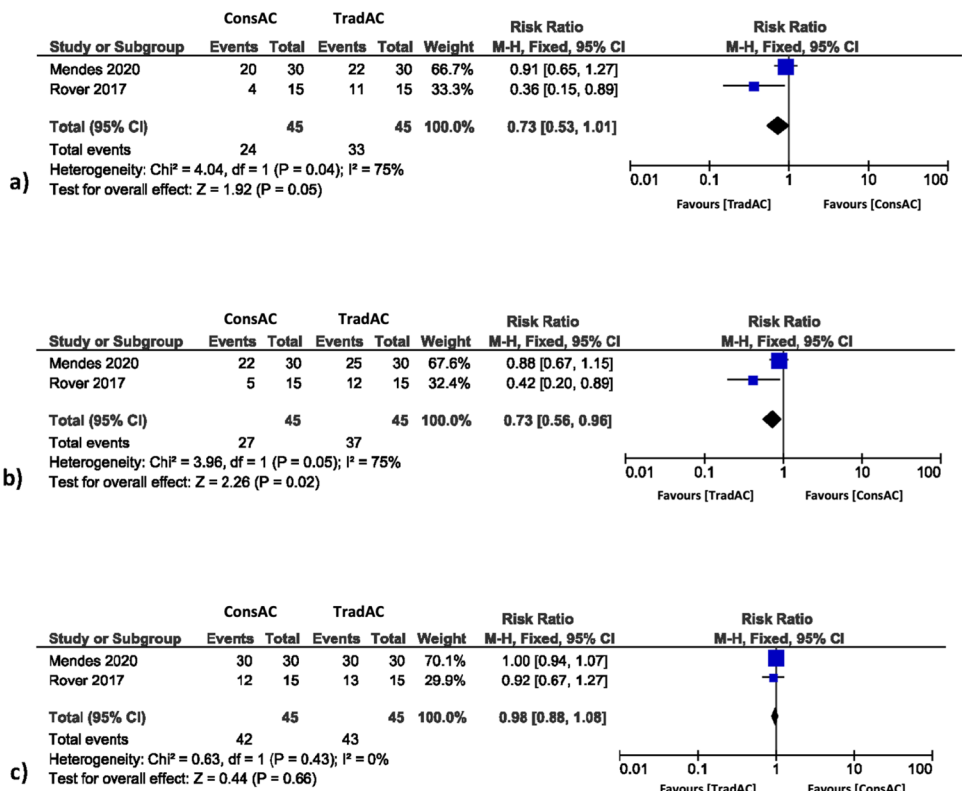 ConsAC TradAC Risk Ratio Risk Ratio
Study or Subgroup Events Total Events Total Weight M-H, Fixed, 95% CI M-H, Fixed, 95% CI
Mendes 2020 20 30 22 30 66.7% 0.91 [0.65, 1.27]
Rover 2017 4 15 11 15 33.3% 0.36 [0.15, 0.89]
Total (95% CI) 45 45 100.0% 0.73 [0.53, 1.01]
Total events 24 33
Heterogeneity: Chi² = 4.04, df = 1 (P = 0.04); I² = 75%
a) Test for overall effect: Z = 1.92 (P = 0.05)
0.01 0.1 1 10 100
Favours [TradAC] Favours [ConsAC]
ConsAC TradAC Risk Ratio Risk Ratio
Study or Subgroup Events Total Events Total Weight M-H, Fixed, 95% CI M-H, Fixed, 95% CI
Mendes 2020 22 30 25 30 67.6% 0.88 [0.67, 1.15]
Rover 2017 5 15 12 15 32.4% 0.42 [0.20, 0.89]
Total (95% CI) 45 45 100.0% 0.73 [0.56, 0.96]
Total events 27 37
Heterogeneity: Chi² = 3.96, df = 1 (P = 0.05); I² = 75%
b) Test for overall effect: Z = 2.26 (P = 0.02)
0.01 0.1 1 10 100
Favours [TradAC] Favours [ConsAC]
ConsAC TradAC Risk Ratio Risk Ratio
Study or Subgroup Events Total Events Total Weight M-H, Fixed, 95% CI M-H, Fixed, 95% CI
Mendes 2020 30 30 30 30 70.1% 1.00 [0.94, 1.07]
Rover 2017 12 15 13 15 29.9% 0.92 [0.67, 1.27]
Total (95% CI) 45 45 100.0% 0.98 [0.88, 1.08]
Total events 42 43
Heterogeneity: Chi² = 0.63, df = 1 (P = 0.43); I² = 0%
c) Test for overall effect: Z = 0.44 (P = 0.66)
0.01 0.1 1 10 100
Favours [TradAC] Favours [ConsAC]